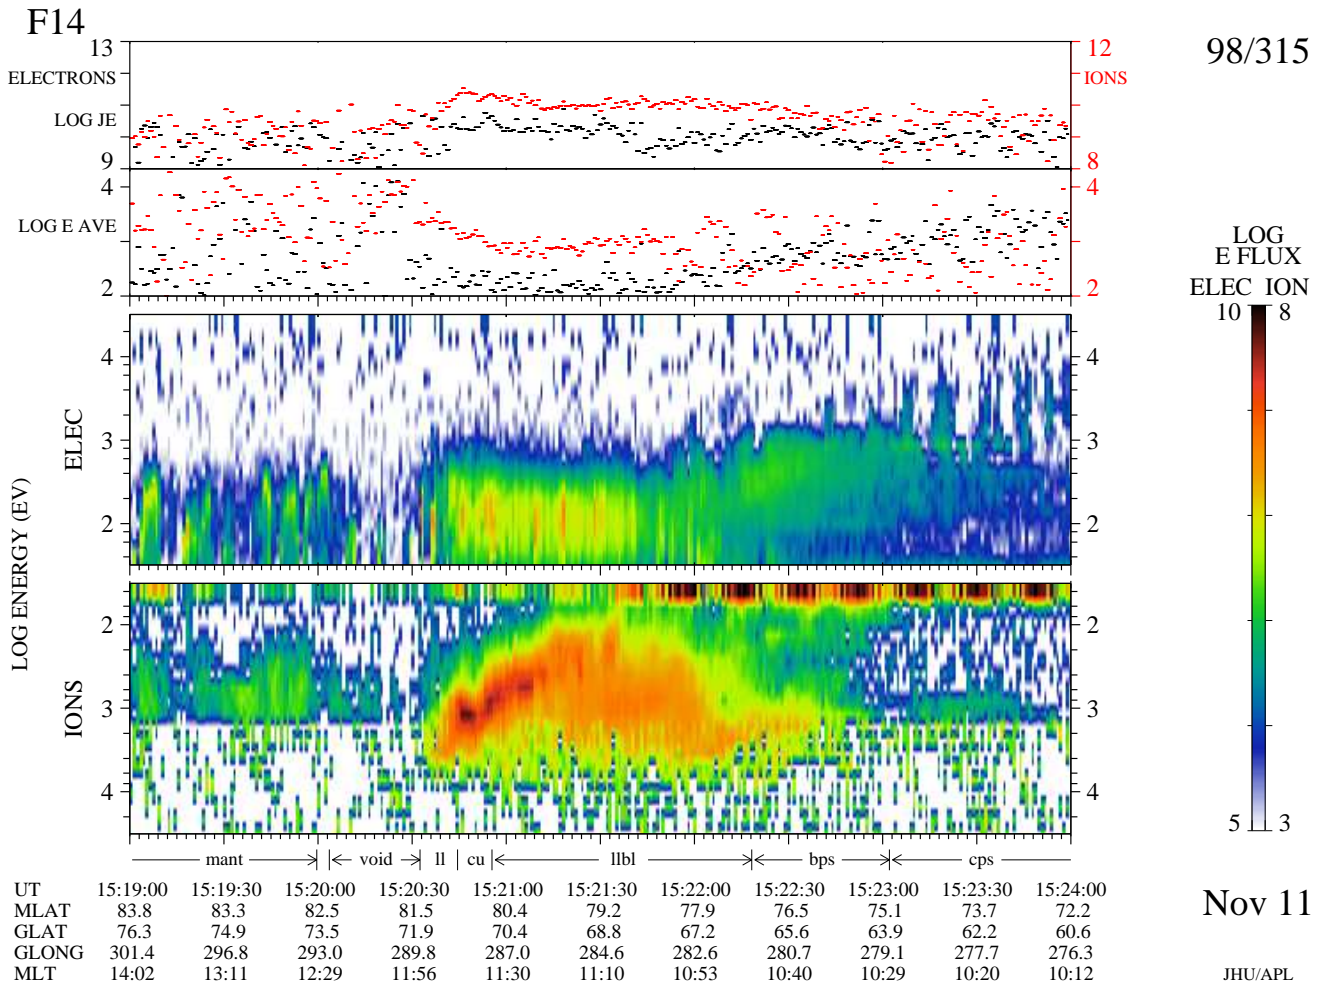 F14
98/315
13
12
ELECTRONS
IONS
LOG JE
9
8
4
4
LOG E AVE
2
2
LOG
E FLUX
ELEC ION
10 8
4
4
ELEC
3
3
2
2
LOG ENERGY (EV)
2
2
IONS
3
3
4
4
5 3
mant void ll cu llbl bps cps
UT 15:19:00 15:19:30 15:20:00 15:20:30 15:21:00 15:21:30 15:22:00 15:22:30 15:23:00 15:23:30 15:24:00
MLAT 83.8 83.3 82.5 81.5 80.4 79.2 77.9 76.5 75.1 73.7 72.2
GLAT 76.3 74.9 73.5 71.9 70.4 68.8 67.2 65.6 63.9 62.2 60.6
GLONG 301.4 296.8 293.0 289.8 287.0 284.6 282.6 280.7 279.1 277.7 276.3
MLT 14:02 13:11 12:29 11:56 11:30 11:10 10:53 10:40 10:29 10:20 10:12
Nov 11
JHU/APL